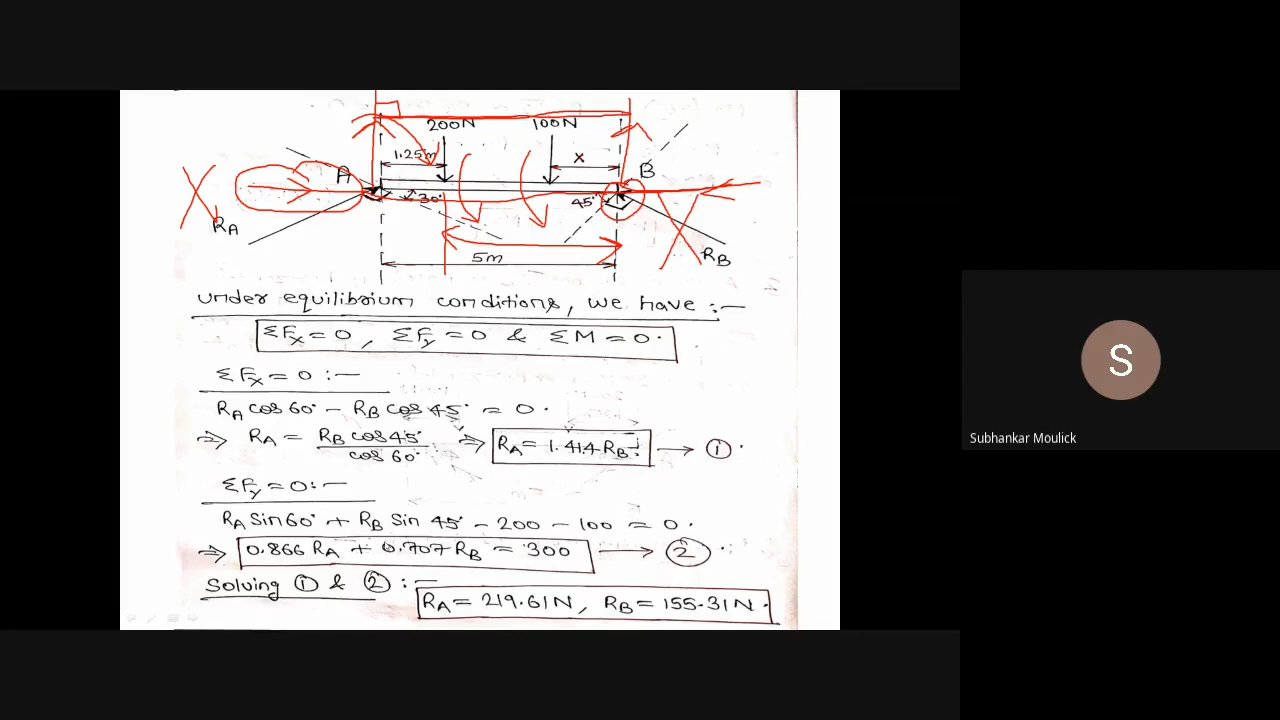 200N 100N
1.25m x
A B
30° 45°
RA RB
5m
under equilibrium conditions, we have :-
ΣFx = 0, ΣFy = 0 & ΣM = 0.
ΣFx = 0 :-
RA cos 60° - RB cos 45° = 0.
⇒ RA = RB cos 45° / cos 60° ⇒ RA = 1.414 RB. → ①.
ΣFy = 0 :-
RA Sin 60° + RB Sin 45° - 200 - 100 = 0.
⇒ 0.866 RA + 0.707 RB = 300 → ②.
Solving ① & ② :-
RA = 219.61 N, RB = 155.31 N.
S
Subhankar Moulick